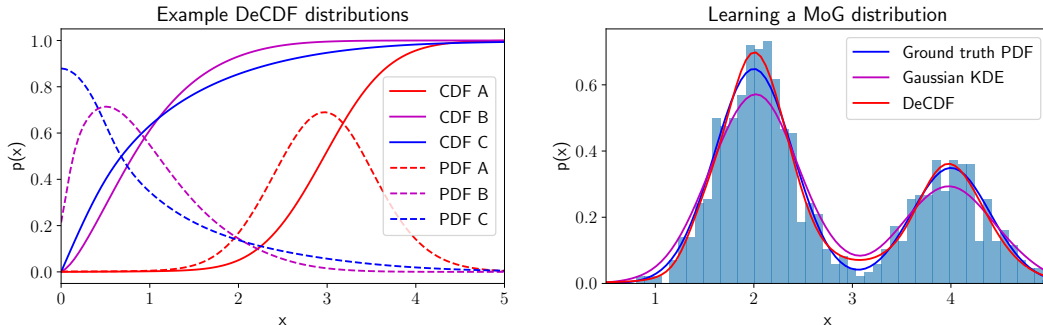 Example DeCDF distributions
p(x)
1.0
0.8
0.6
0.4
0.2
0.0
CDF A
CDF B
CDF C
PDF A
PDF B
PDF C
0 1 2 3 4 5
x
Learning a MoG distribution
p(x)
0.6
0.4
0.2
0.0
Ground truth PDF
Gaussian KDE
DeCDF
1 2 3 4
x